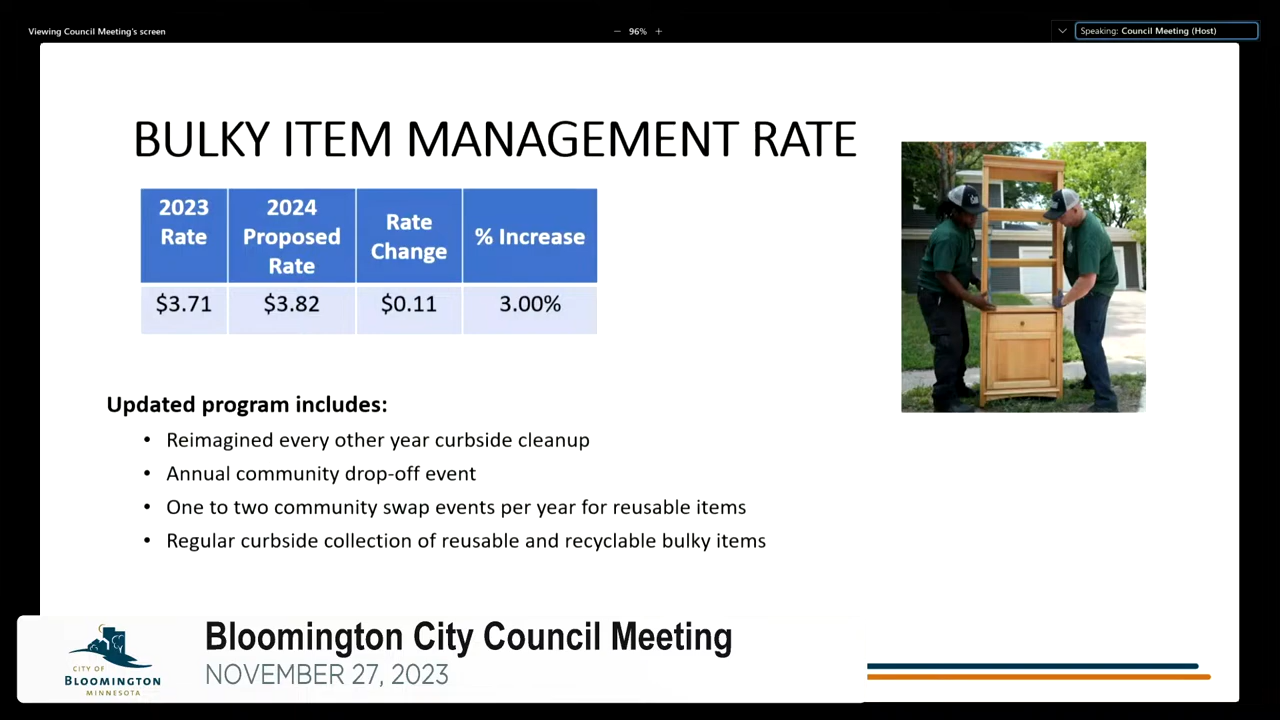 Viewing Council Meeting's screen
− 96% +
Speaking: Council Meeting (Host)
BULKY ITEM MANAGEMENT RATE
2023 Rate
2024 Proposed Rate
Rate Change
% Increase
$3.71
$3.82
$0.11
3.00%
Updated program includes:
• Reimagined every other year curbside cleanup
• Annual community drop-off event
• One to two community swap events per year for reusable items
• Regular curbside collection of reusable and recyclable bulky items
CITY OF
BLOOMINGTON
MINNESOTA
Bloomington City Council Meeting
NOVEMBER 27, 2023